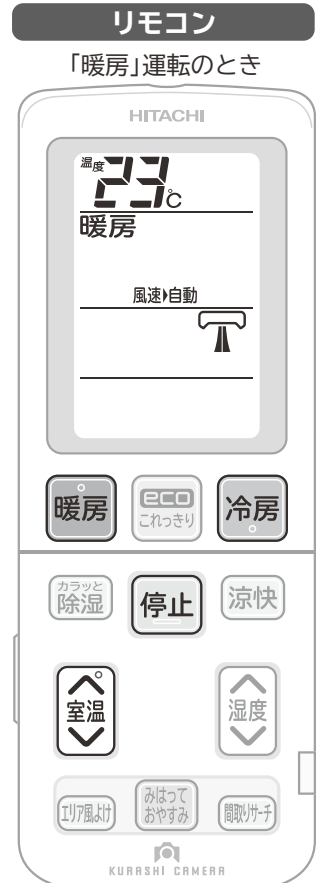 リモコン
「暖房」運転のとき
HITACHI
温度23℃
暖房
風速▶自動
暖房
eco
これっきり
冷房
カラッと
除湿
停止
涼快
室温
湿度
エリア風よけ
みはって
おやすみ
間取りサーチ
KURASHI CAMERA